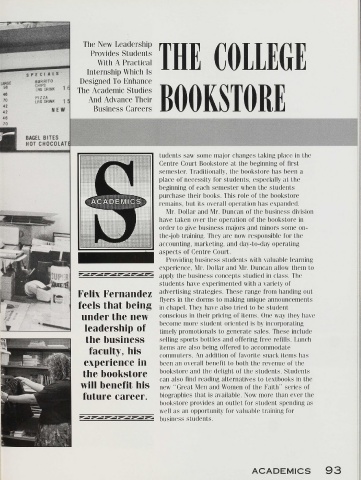 The New Leadership
Provides Students
With A Practical
Internship Which Is
Designed To Enhance
The Academic Studies
And Advance Their
Business Careers
THE COLLEGE
BOOKSTORE
SPECIALS
BURRITO
CHIPS
LRG DRINK
PIZZA
LRG DRINK
NEW
BAGEL BITES
HOT CHOCOLATE
S
ACADEMICS
Felix Fernandez
feels that being
under the new
leadership of
the business
faculty, his
experience in
the bookstore
will benefit his
future career.
tudents saw some major changes taking place in the
Centre Court Bookstore at the beginning of first
semester. Traditionally, the bookstore has been a
place of necessity for students, especially at the
beginning of each semester when the students
purchase their books. This role of the bookstore
remains, but its overall operation has expanded.
Mr. Dollar and Mr. Duncan of the business division
have taken over the operation of the bookstore in
order to give business majors and minors some on-
the-job training. They are now responsible for the
accounting, marketing, and day-to-day operating
aspects of Centre Court.
Providing business students with valuable learning
experience, Mr. Dollar and Mr. Duncan allow them to
apply the business concepts studied in class. The
students have experimented with a variety of
advertising strategies. These range from handing out
flyers in the dorms to making unique announcements
in chapel. They have also tried to be student
conscious in their pricing of items. One way they have
become more student oriented is by incorporating
timely promotionals to generate sales. These include
selling sports bottles and offering free refills. Lunch
items are also being offered to accommodate
commuters. An addition of favorite snack items has
been an overall benefit to both the revenue of the
bookstore and the delight of the students. Students
can also find reading alternatives to textbooks in the
new "Great Men and Women of the Faith" series of
biographies that is available. Now more than ever the
bookstore provides an outlet for student spending as
well as an opportunity for valuable training for
business students.
ACADEMICS 93